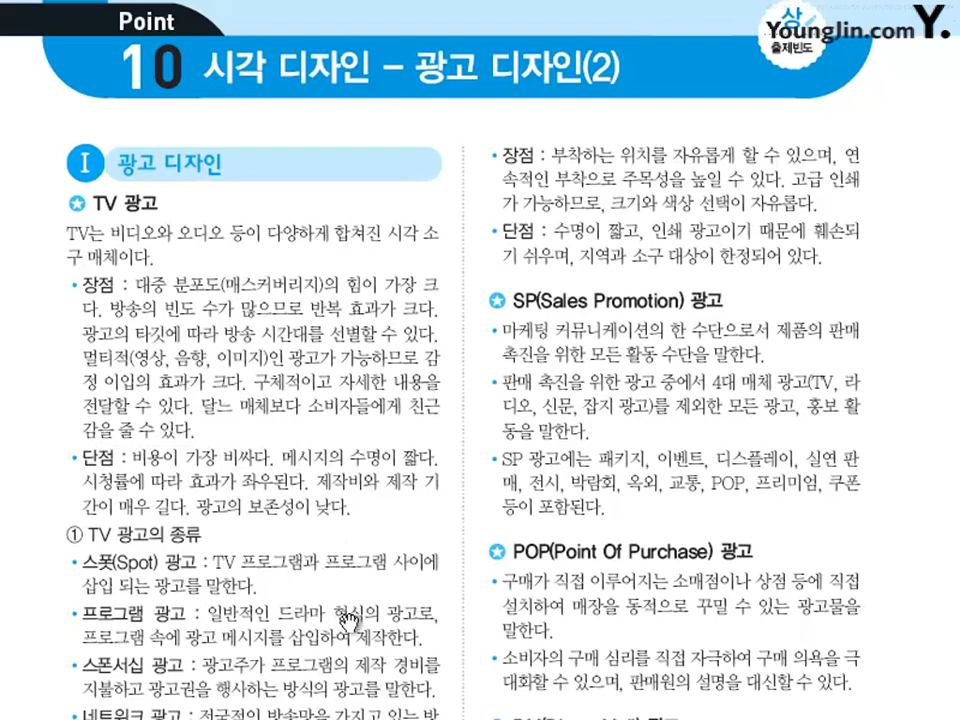 Point
10 시각 디자인 – 광고 디자인(2)
상
출제빈도
YoungJin.com Y.
I 광고 디자인
TV 광고
TV는 비디오와 오디오 등이 다양하게 합쳐진 시각 소
구 매체이다.
• 장점 : 대중 분포도(매스커버리지)의 힘이 가장 크
다. 방송의 빈도 수가 많으므로 반복 효과가 크다.
광고의 타깃에 따라 방송 시간대를 선별할 수 있다.
멀티적(영상, 음향, 이미지)인 광고가 가능하므로 감
정 이입의 효과가 크다. 구체적이고 자세한 내용을
전달할 수 있다. 달느 매체보다 소비자들에게 친근
감을 줄 수 있다.
• 단점 : 비용이 가장 비싸다. 메시지의 수명이 짧다.
시청률에 따라 효과가 좌우된다. 제작비와 제작 기
간이 매우 길다. 광고의 보존성이 낮다.
① TV 광고의 종류
• 스폿(Spot) 광고 : TV 프로그램과 프로그램 사이에
삽입 되는 광고를 말한다.
• 프로그램 광고 : 일반적인 드라마 형식의 광고로,
프로그램 속에 광고 메시지를 삽입하여 제작한다.
• 스폰서십 광고 : 광고주가 프로그램의 제작 경비를
지불하고 광고권을 행사하는 방식의 광고를 말한다.
• 네트워크 광고 : 전국적인 방송망을 가지고 있는 방
• 장점 : 부착하는 위치를 자유롭게 할 수 있으며, 연
속적인 부착으로 주목성을 높일 수 있다. 고급 인쇄
가 가능하므로, 크기와 색상 선택이 자유롭다.
• 단점 : 수명이 짧고, 인쇄 광고이기 때문에 훼손되
기 쉬우며, 지역과 소구 대상이 한정되어 있다.
SP(Sales Promotion) 광고
• 마케팅 커뮤니케이션의 한 수단으로서 제품의 판매
촉진을 위한 모든 활동 수단을 말한다.
• 판매 촉진을 위한 광고 중에서 4대 매체 광고(TV, 라
디오, 신문, 잡지 광고)를 제외한 모든 광고, 홍보 활
동을 말한다.
• SP 광고에는 패키지, 이벤트, 디스플레이, 실연 판
매, 전시, 박람회, 옥외, 교통, POP, 프리미엄, 쿠폰
등이 포함된다.
POP(Point Of Purchase) 광고
• 구매가 직접 이루어지는 소매점이나 상점 등에 직접
설치하여 매장을 동적으로 꾸밀 수 있는 광고물을
말한다.
• 소비자의 구매 심리를 직접 자극하여 구매 의욕을 극
대화할 수 있으며, 판매원의 설명을 대신할 수 있다.